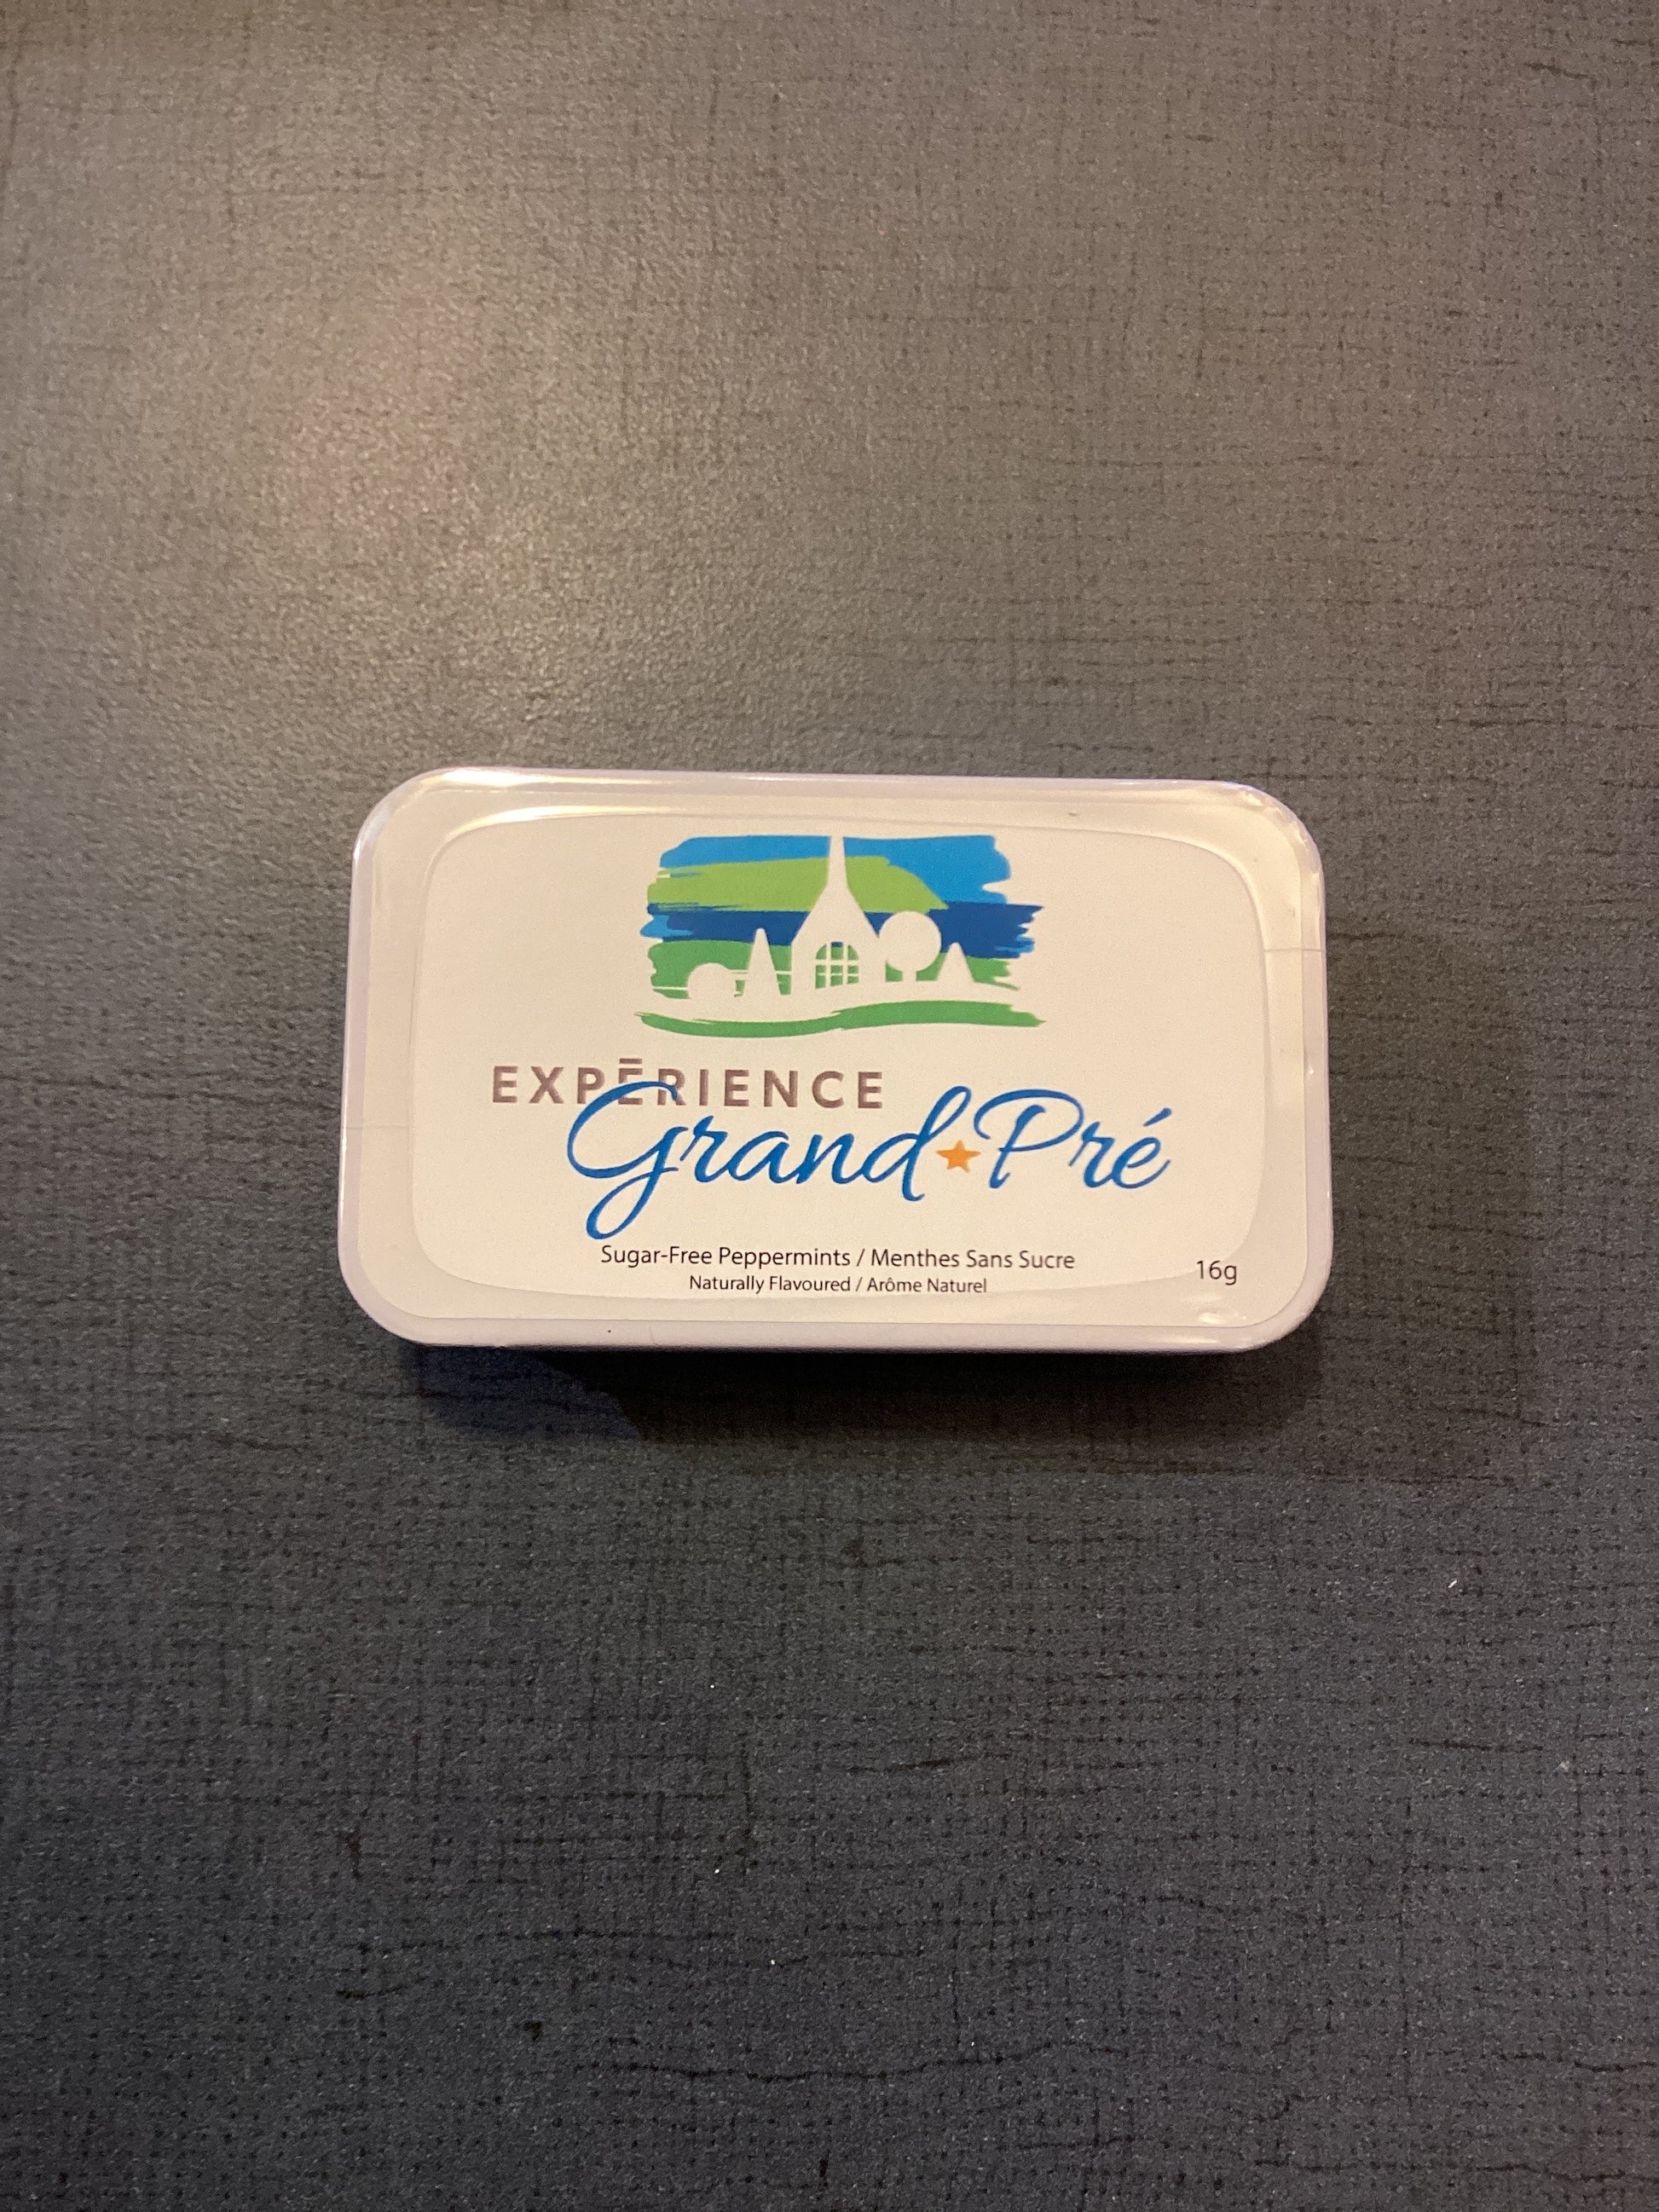 EXPĒRIENCE
Grand★Pré
Sugar-Free Peppermints / Menthes Sans Sucre
Naturally Flavoured / Arôme Naturel
16g